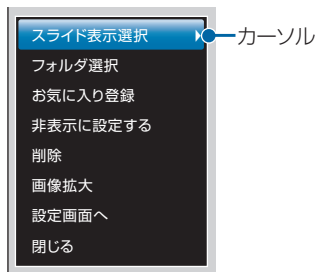 スライド表示選択
カーソル
フォルダ選択
お気に入り登録
非表示に設定する
削除
画像拡大
設定画面へ
閉じる